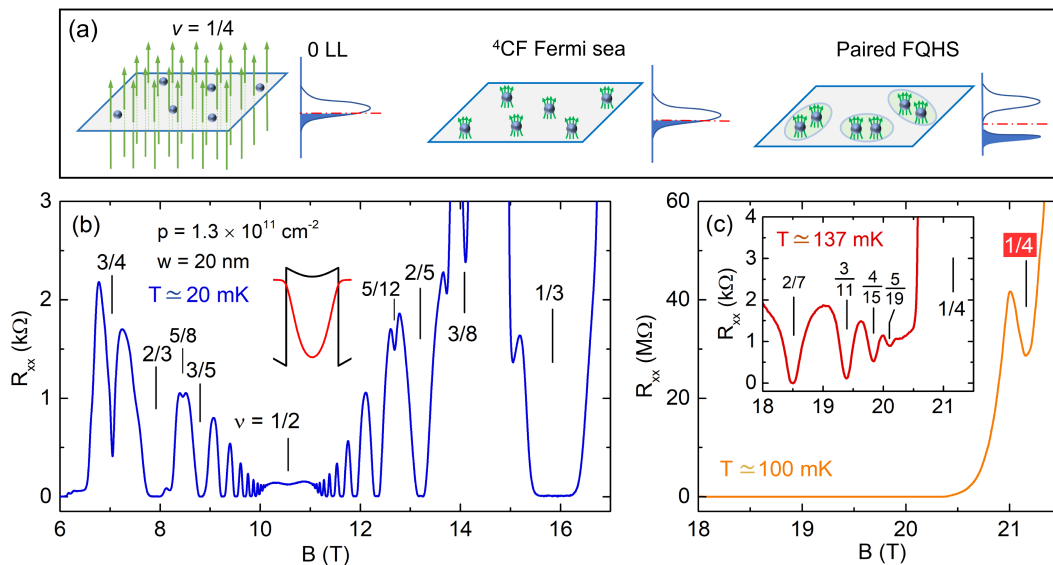 (a)
ν = 1/4
0 LL
⁴CF Fermi sea
Paired FQHS
(b)
p = 1.3 × 10¹¹ cm⁻²
w = 20 nm
T ≃ 20 mK
3/4
2/3
5/8
3/5
ν = 1/2
5/12
2/5
3/8
1/3
Rxx (kΩ)
3
2
1
0
6
8
10
12
14
16
B (T)
(c)
T ≃ 137 mK
2/7
3/11
4/15
5/19
1/4
Rxx (kΩ)
4
3
2
1
0
18
19
20
21
1/4
T ≃ 100 mK
Rxx (MΩ)
60
40
20
0
18
19
20
21
B (T)